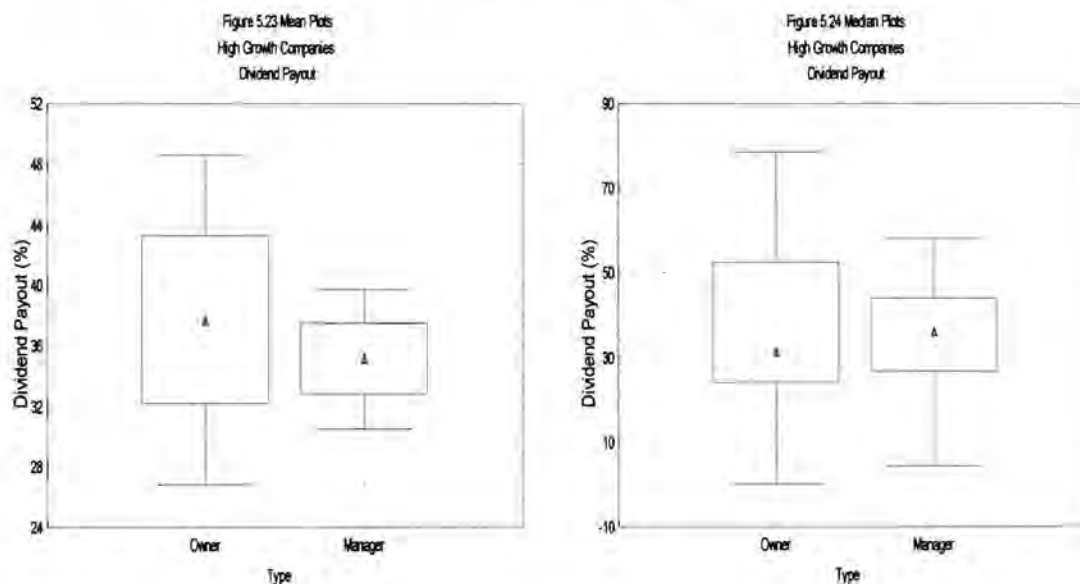 Figure 5.23 Mean Plots
High Growth Companies
Dividend Payout
52
48
44
40
36
32
28
24
Dividend Payout (%)
Owner
Manager
Type
Figure 5.24 Median Plots
High Growth Companies
Dividend Payout
90
70
50
30
10
-10
Dividend Payout (%)
Owner
Manager
Type